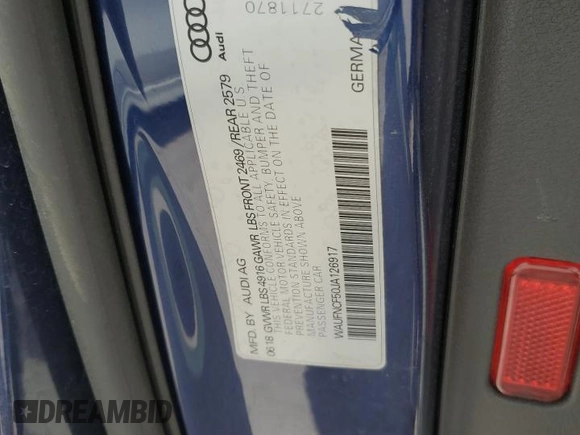 Audi
2711870
GERMA
MFD. BY AUDI AG
06 18 GVWR LBS 4916 GAWR LBS FRONT 2469 / REAR 2579
THIS VEHICLE CONFORMS TO ALL APPLICABLE U S
FEDERAL MOTOR VEHICLE SAFETY, BUMPER AND THEFT
PREVENTION STANDARDS IN EFFECT ON THE DATE OF
MANUFACTURE SHOWN ABOVE
PASSENGER CAR
WAUFNCF50JA126917
DREAMBID